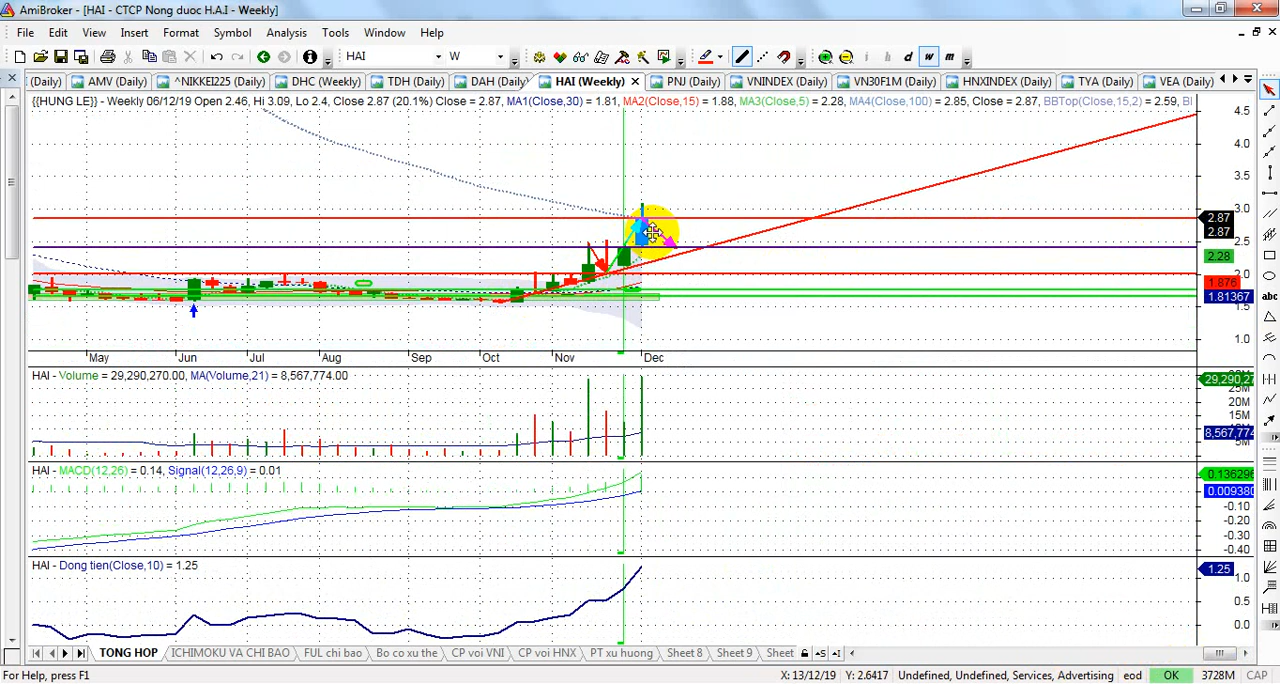 AmiBroker - [HAI - CTCP Nong duoc H.A.I - Weekly]
File Edit View Insert Format Symbol Analysis Tools Window Help
HAI W i h d w m
(Daily) AMV (Daily) ^NIKKEI225 (Daily) DHC (Weekly) TDH (Daily) DAH (Daily) HAI (Weekly) PNJ (Daily) VNINDEX (Daily) VN30F1M (Daily) HNXINDEX (Daily) TYA (Daily) VEA (Daily)
{{HUNG LE}} - Weekly 06/12/19 Open 2.46, Hi 3.09, Lo 2.4, Close 2.87 (20.1%) Close = 2.87, MA1(Close,30) = 1.81, MA2(Close,15) = 1.88, MA3(Close,5) = 2.28, MA4(Close,100) = 2.85, Close = 2.87, BBTop(Close,15,2) = 2.59,
4.5
4.0
3.5
3.0
2.87
2.87
2.5
2.28
2.0
1.876
1.81367
1.5
1.0
May Jun Jul Aug Sep Oct Nov Dec
HAI - Volume = 29,290,270.00, MA(Volume,21) = 8,567,774.00
29,290,27
25M
20M
15M
10M
8,567,774
HAI - MACD(12,26) = 0.14, Signal(12,26,9) = 0.01
0.136296
0.009380
-0.10
-0.20
-0.30
-0.40
HAI - Dong tien(Close,10) = 1.25
1.25
1.0
0.5
0.0
TONG HOP ICHIMOKU VA CHI BAO FUL chi bao Bo co xu the CP voi VNI CP voi HNX PT xu huong Sheet 8 Sheet 9 Sheet
For Help, press F1 X: 13/12/19 Y: 2.6417 Undefined, Undefined, Services, Advertising eod OK 3728M CAP
abc